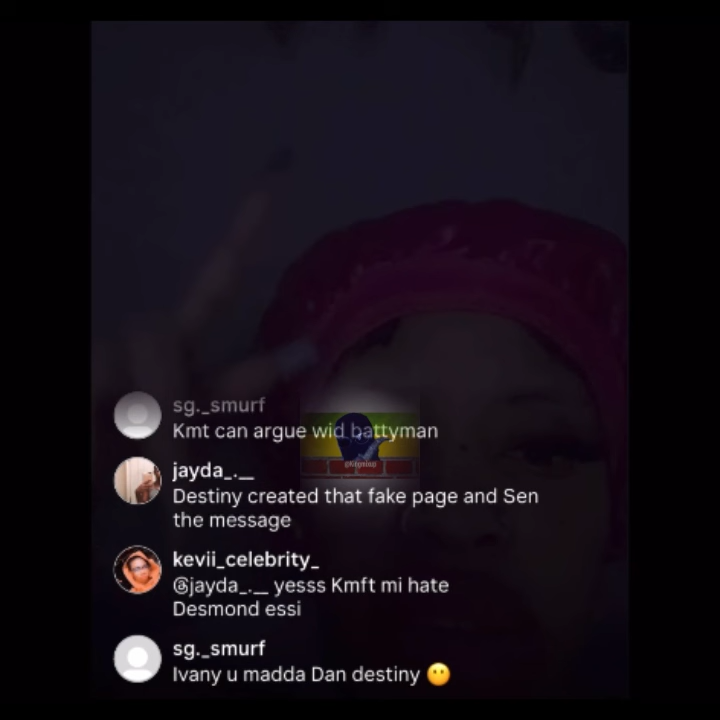 sg._smurf
Kmt can argue wid battyman
jayda_.__
Destiny created that fake page and Sen
the message
kevii_celebrity_
@jayda_.__ yesss Kmft mi hate
Desmond essi
sg._smurf
Ivany u madda Dan destiny 😶